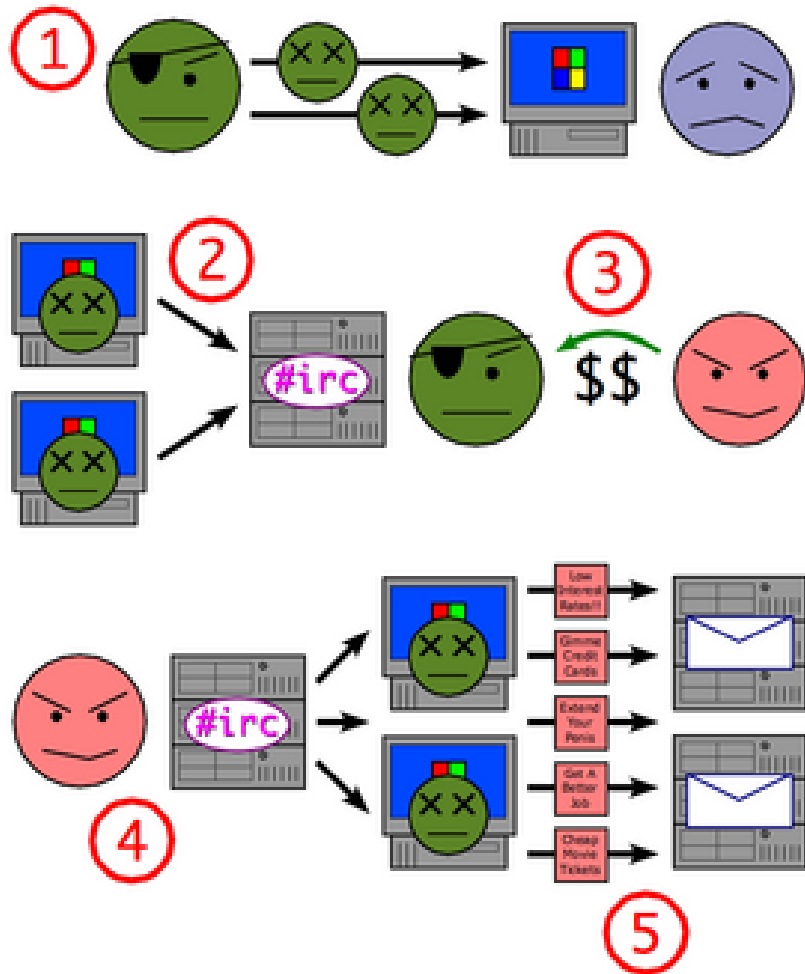 1
2
3
#irc
$$
Low
Interest
Rates!!
Gimme
Credit
Cards
#irc
Extend
Your
Penis
Get A
Better
Job
4
Cheap
Movie
Tickets
5